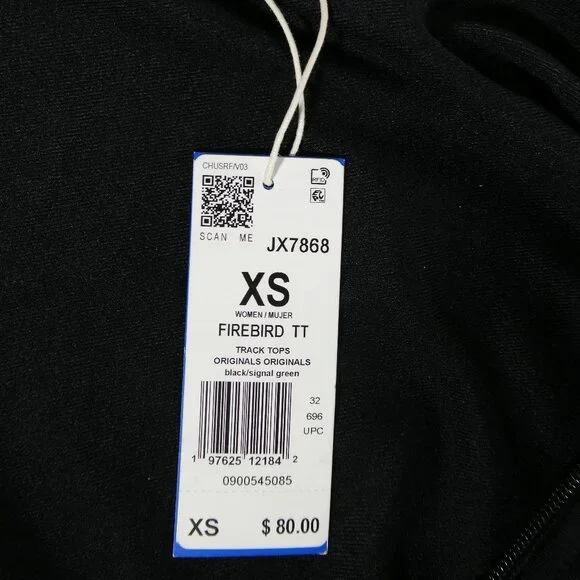 CHUSRF/V03
RFID
SCAN ME
JX7868
XS
WOMEN / MUJER
FIREBIRD TT
TRACK TOPS
ORIGINALS ORIGINALS
black/signal green
32
696
UPC
1 97625 12184 2
0900545085
XS $ 80.00